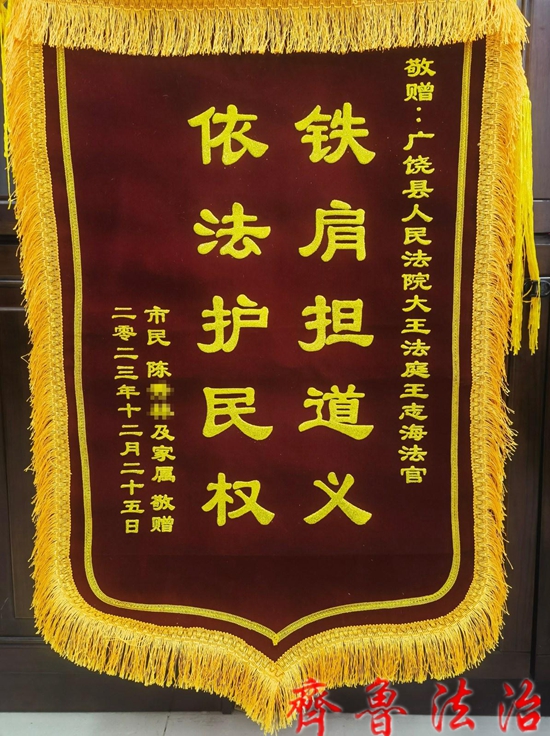 敬赠：广饶县人民法院大王法庭王志海法官
铁肩担道义
依法护民权
市民 陈 及家属 敬赠
二零二三年十二月二十五日
齐鲁法治